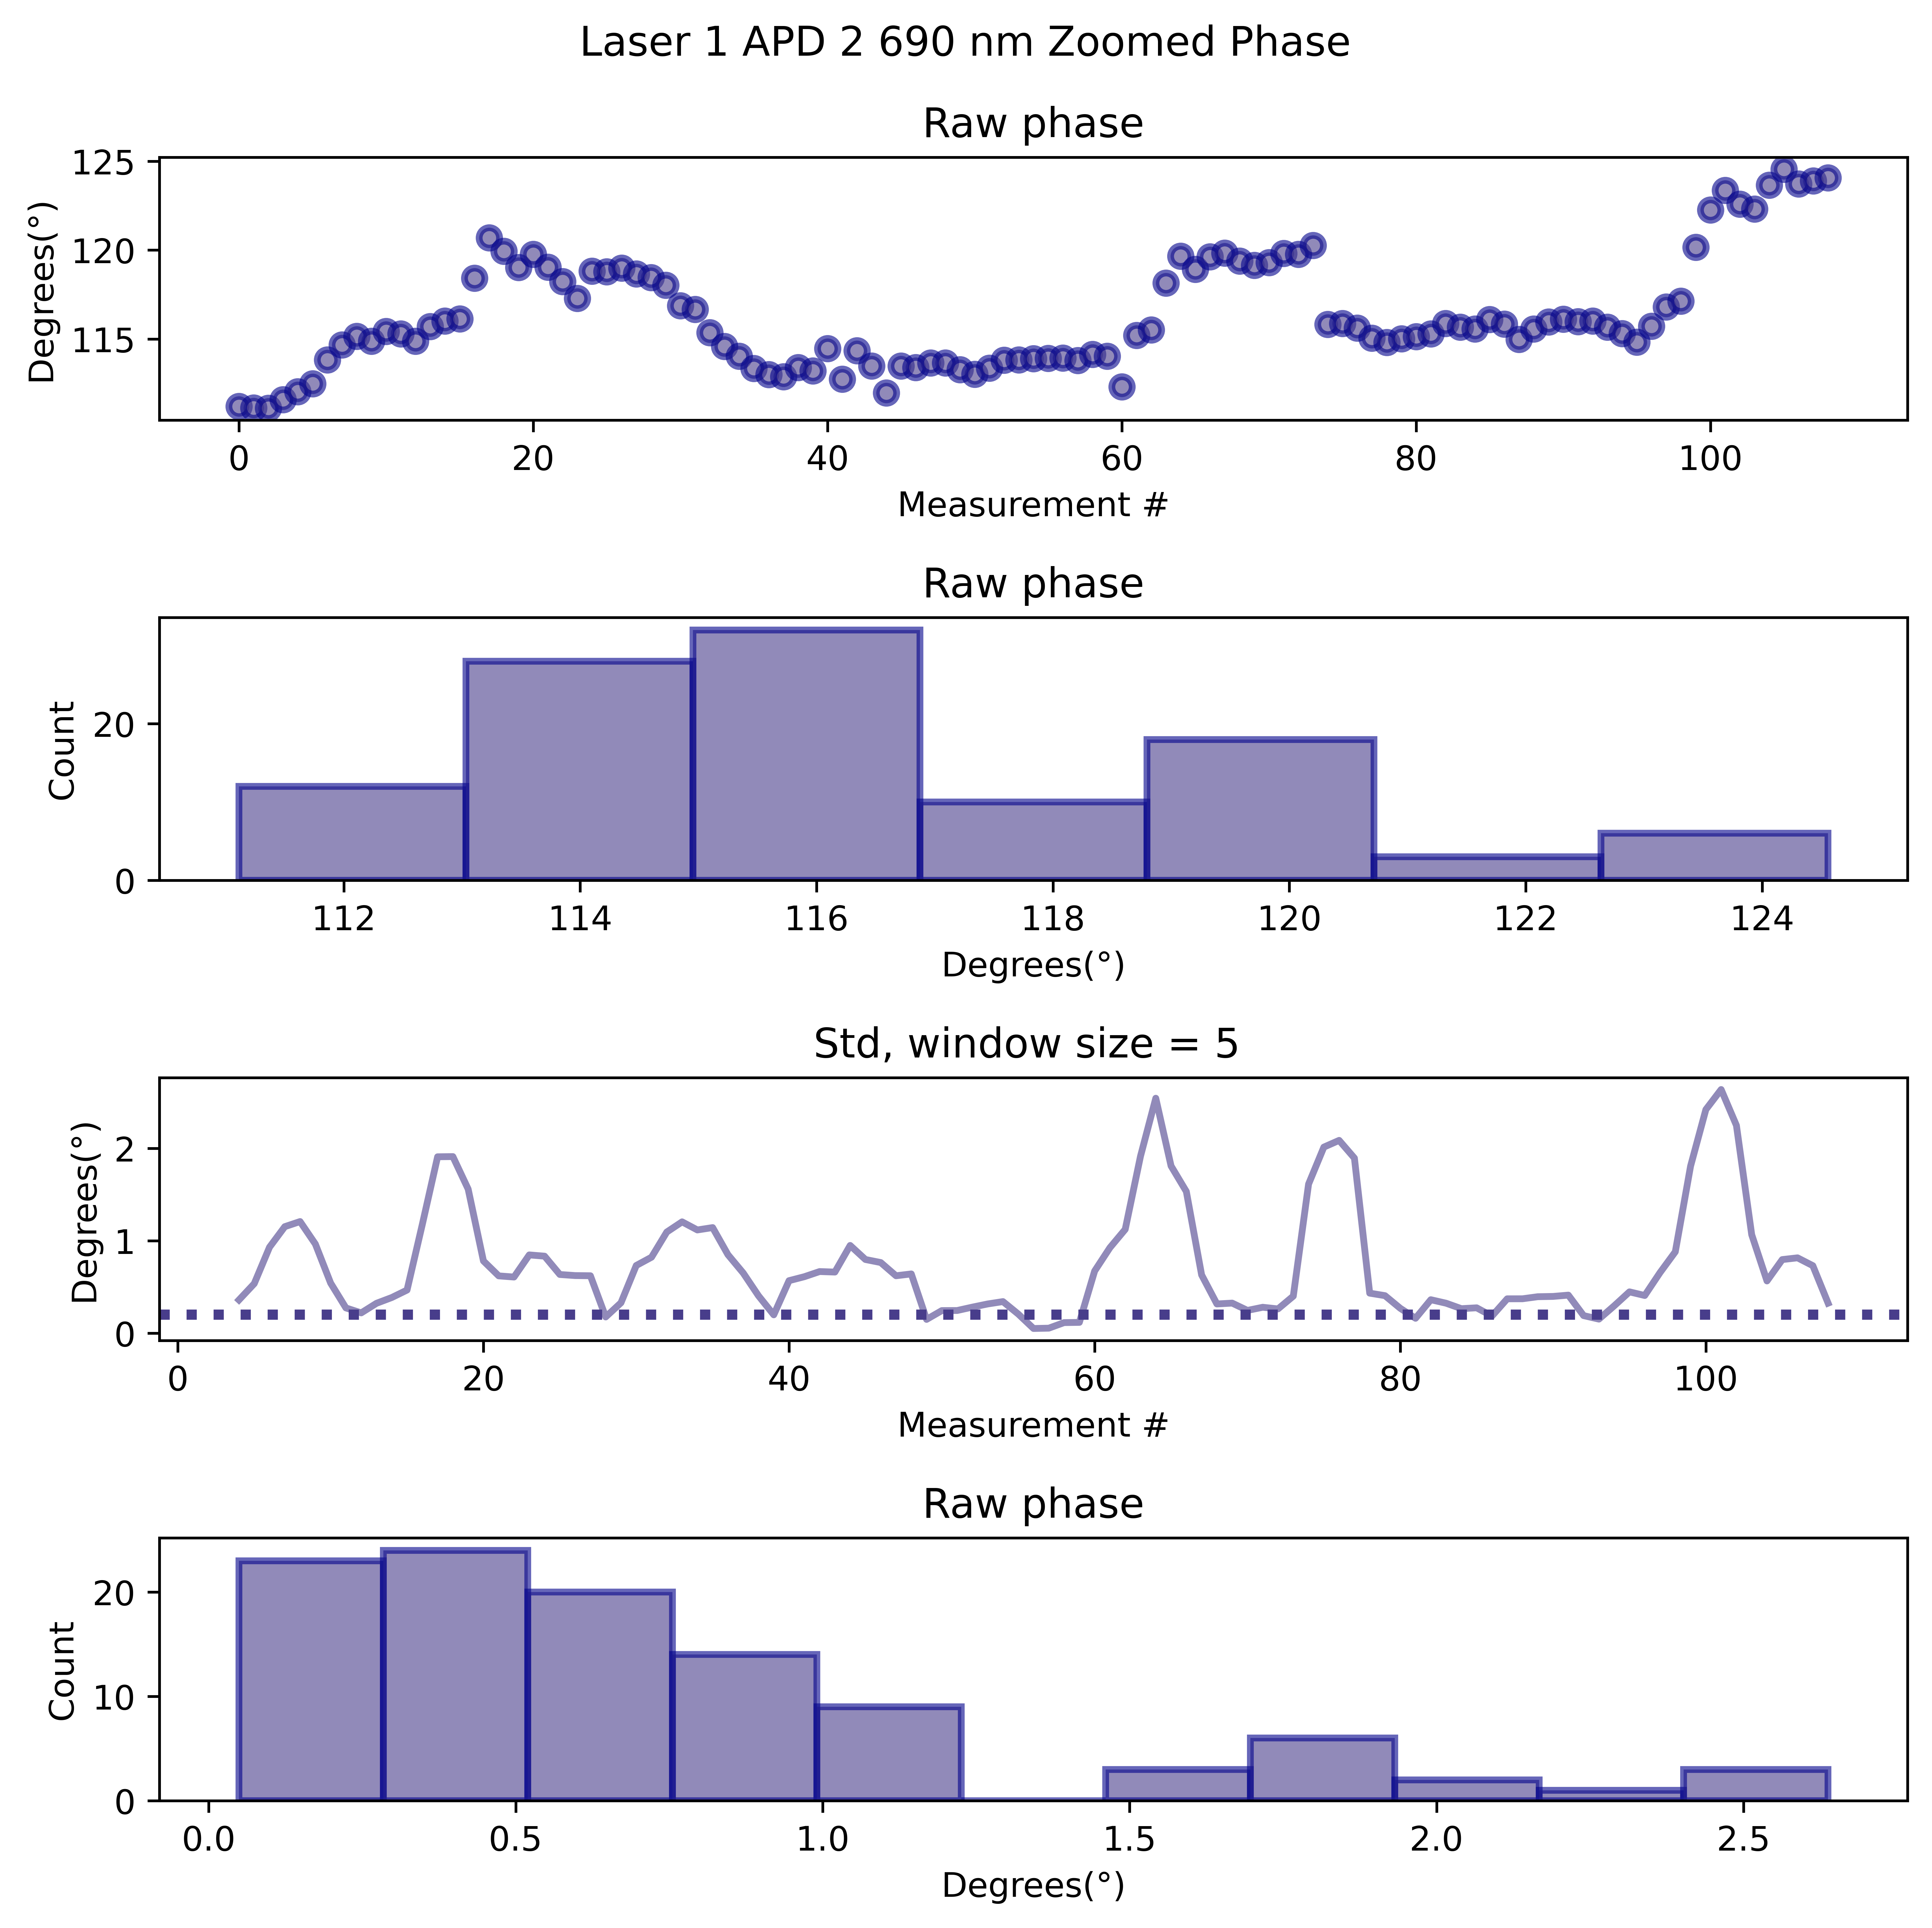 Laser 1 APD 2 690 nm Zoomed Phase
Raw phase
Degrees(°)
125
120
115
0 20 40 60 80 100
Measurement #
Raw phase
Count
20
0
112 114 116 118 120 122 124
Degrees(°)
Std, window size = 5
Degrees(°)
2
1
0
0 20 40 60 80 100
Measurement #
Raw phase
Count
20
10
0
0.0 0.5 1.0 1.5 2.0 2.5
Degrees(°)